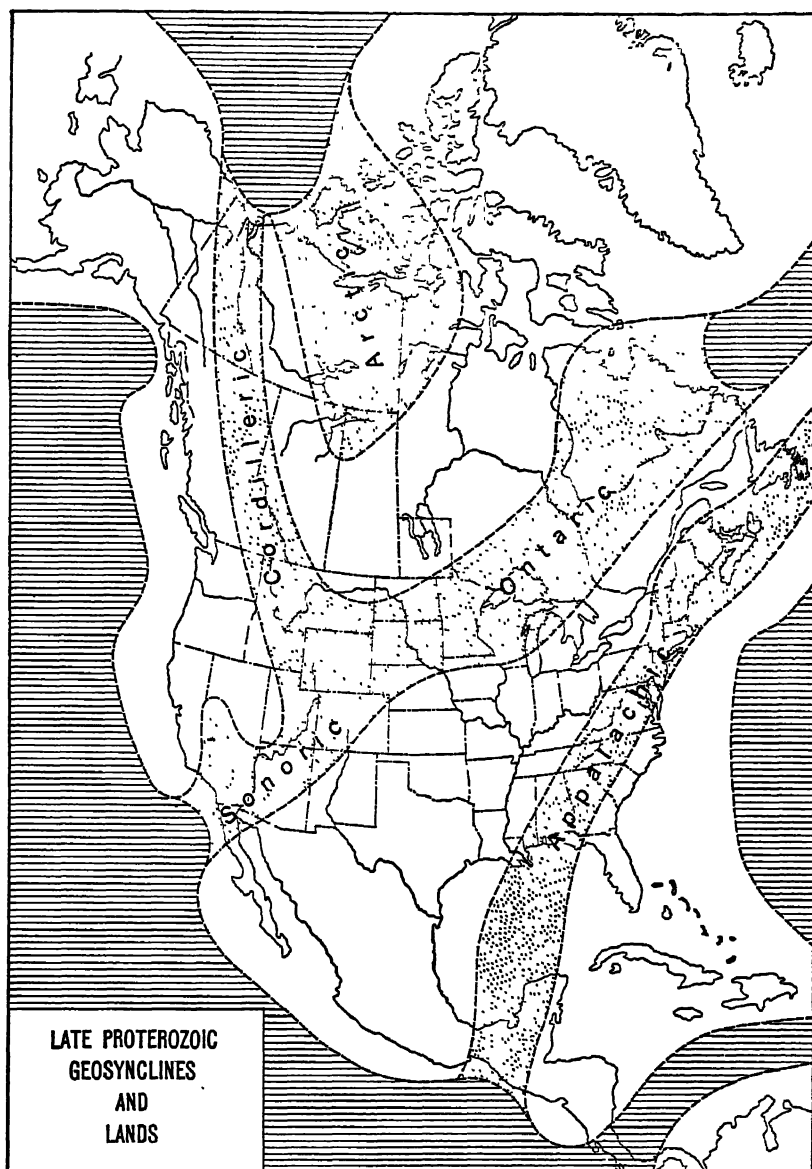 Arctic
Cordilleric
Ontaric
Appalachic
Sonoric
LATE PROTEROZOIC
GEOSYNCLINES
AND
LANDS